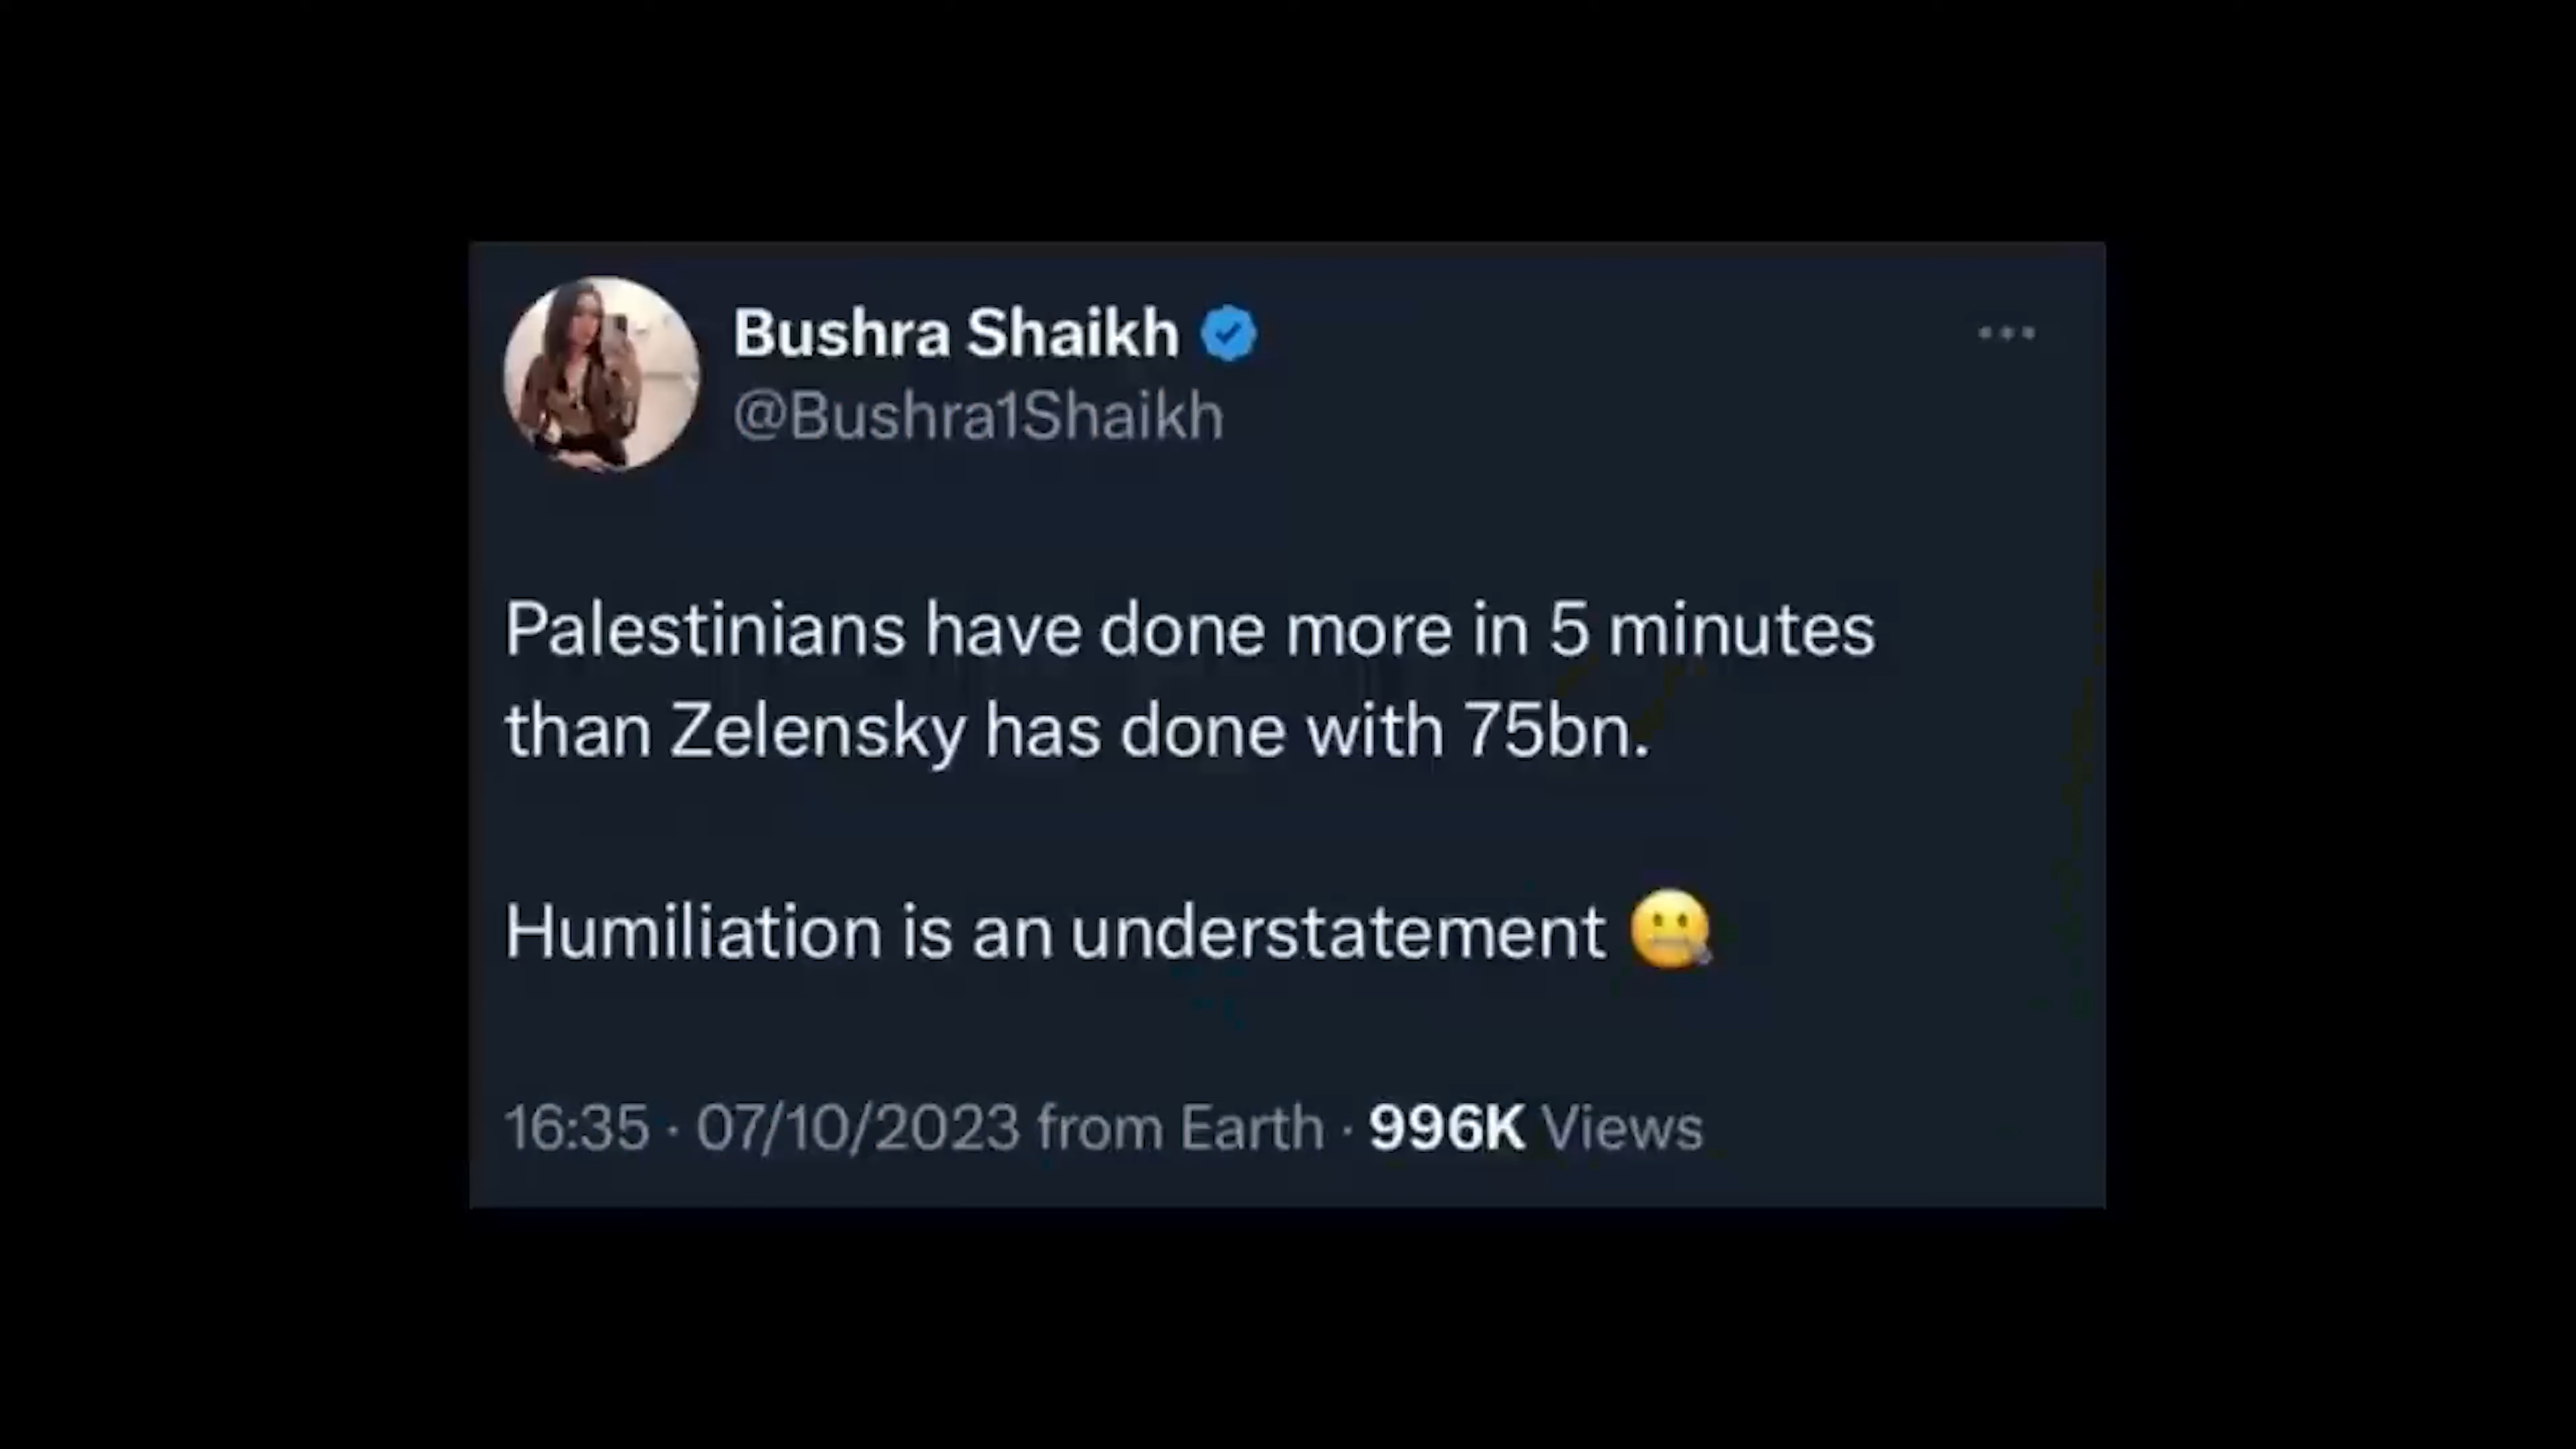 Bushra Shaikh
@Bushra1Shaikh
Palestinians have done more in 5 minutes
than Zelensky has done with 75bn.
Humiliation is an understatement 🤐
16:35 · 07/10/2023 from Earth · 996K Views